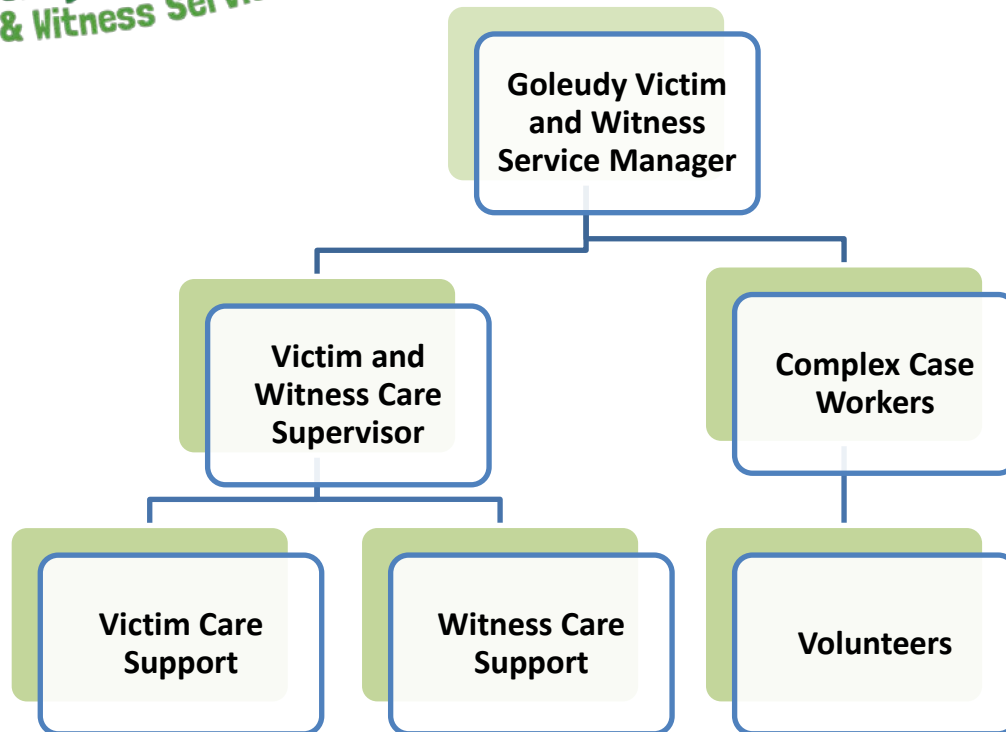 & Witness
Goleudy Victim
and Witness
Service Manager
Victim and
Witness Care
Supervisor
Complex Case
Workers
Victim Care
Support
Witness Care
Support
Volunteers